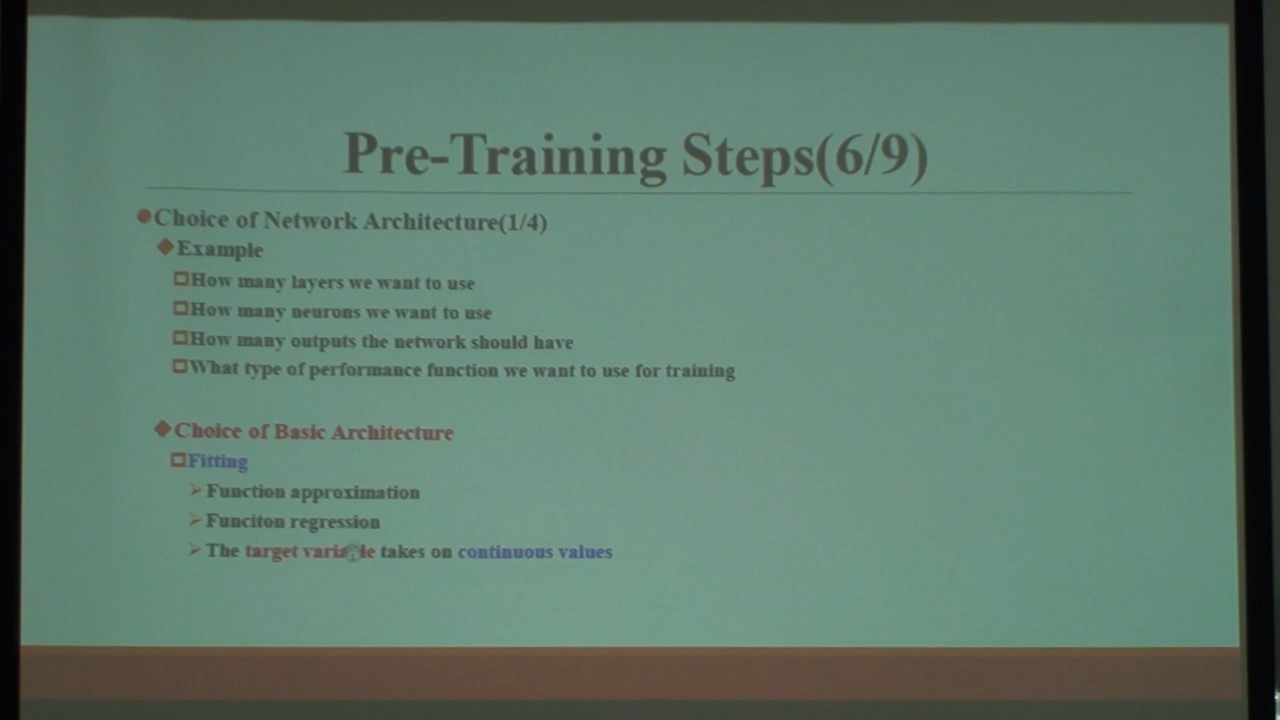 Pre-Training Steps(6/9)
Choice of Network Architecture(1/4)
Example
How many layers we want to use
How many neurons we want to use
How many outputs the network should have
What type of performance function we want to use for training
Choice of Basic Architecture
Fitting
Function approximation
Funciton regression
The target variable takes on continuous values